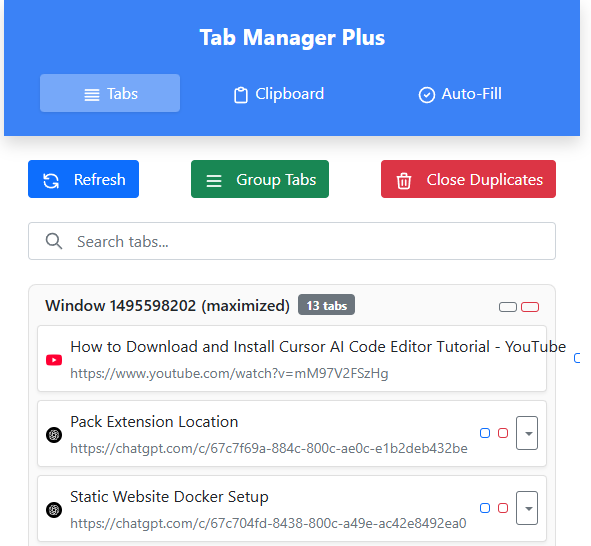 Tab Manager Plus
Tabs
Clipboard
Auto-Fill
Refresh
Group Tabs
Close Duplicates
Search tabs...
Window 1495598202 (maximized) 13 tabs
How to Download and Install Cursor AI Code Editor Tutorial - YouTube
https://www.youtube.com/watch?v=mM97V2FSzHg
Pack Extension Location
https://chatgpt.com/c/67c7f69a-884c-800c-ae0c-e1b2deb432be
Static Website Docker Setup
https://chatgpt.com/c/67c704fd-8438-800c-a49e-ac42e8492ea0